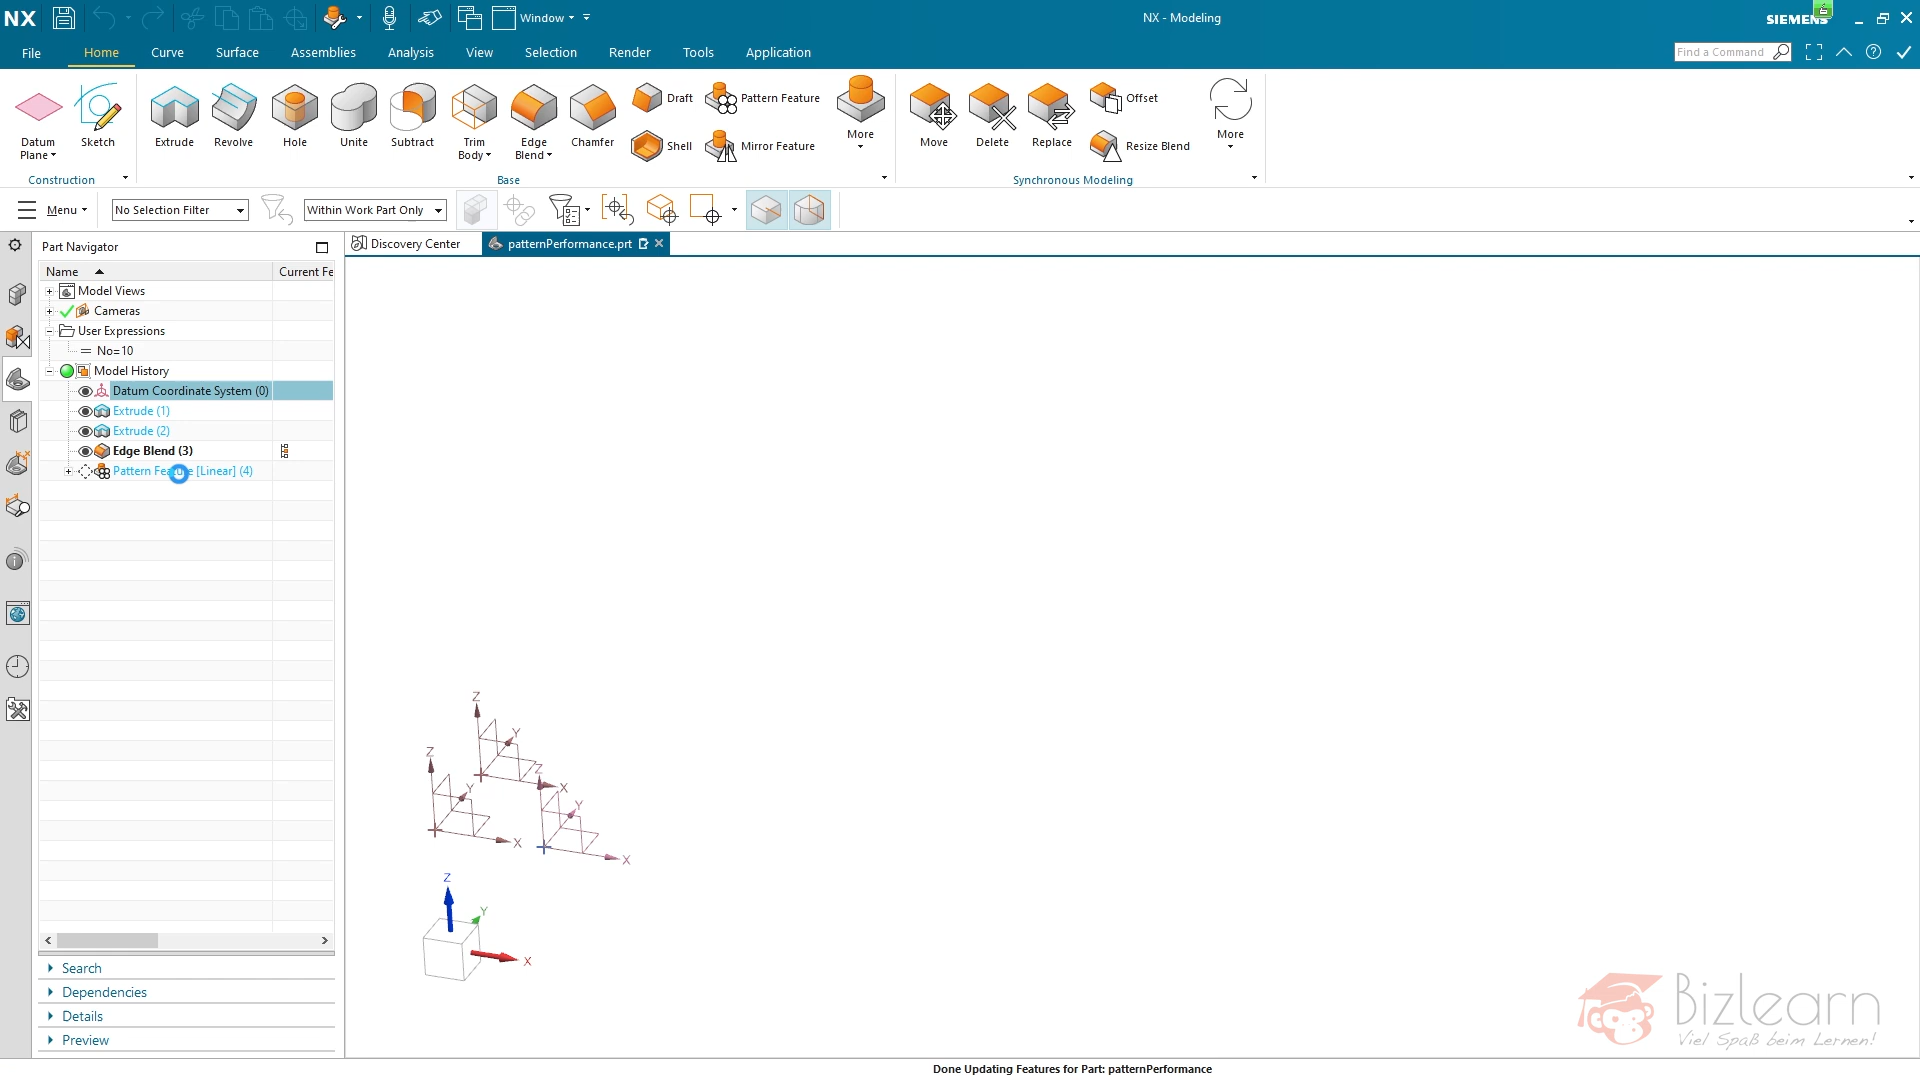 NX
Window
NX - Modeling
SIEMENS
File
Home
Curve
Surface
Assemblies
Analysis
View
Selection
Render
Tools
Application
Find a Command
Datum Plane
Sketch
Extrude
Revolve
Hole
Unite
Subtract
Trim Body
Edge Blend
Chamfer
Draft
Shell
Pattern Feature
Mirror Feature
More
Move
Delete
Replace
Offset
Resize Blend
More
Construction
Base
Synchronous Modeling
Menu
No Selection Filter
Within Work Part Only
Part Navigator
Discovery Center
patternPerformance.prt
Name
Current Fe
Model Views
Cameras
User Expressions
No=10
Model History
Datum Coordinate System (0)
Extrude (1)
Extrude (2)
Edge Blend (3)
Pattern Feature [Linear] (4)
Z
Y
Z
Z
X
Y
Y
X
X
Z
Y
X
Search
Dependencies
Details
Preview
Bizlearn
Viel Spaß beim Lernen!
Done Updating Features for Part: patternPerformance